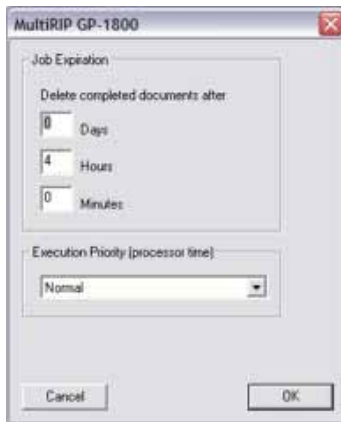 MultiRIP GP-1800
Job Expiration
Delete completed documents after
0 Days
4 Hours
0 Minutes
Execution Priority (processor time)
Normal
Cancel OK